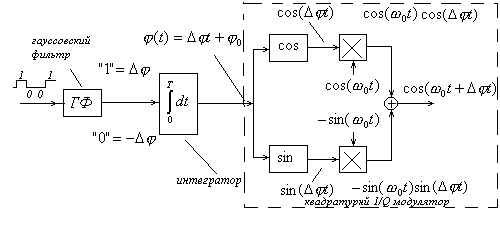 гауссовский
фильтр
1 1
0 0
ГФ
"1"=Δφ
"0"=−Δφ
T
∫dt
0
интегратор
φ(t)=Δφt+φ₀
cos
sin
cos(Δφt)
sin(Δφt)
cos(ω₀t) cos(Δφt)
cos(ω₀t)
−sin(ω₀t)
−sin(ω₀t)sin(Δφt)
cos(ω₀t+Δφt)
квадратурнй I/Q модулятор